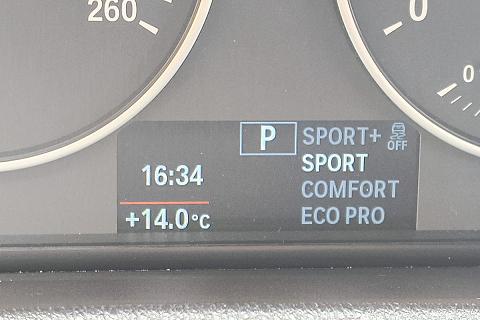 260
0
0
P
SPORT+
OFF
SPORT
COMFORT
ECO PRO
16:34
+14.0°C